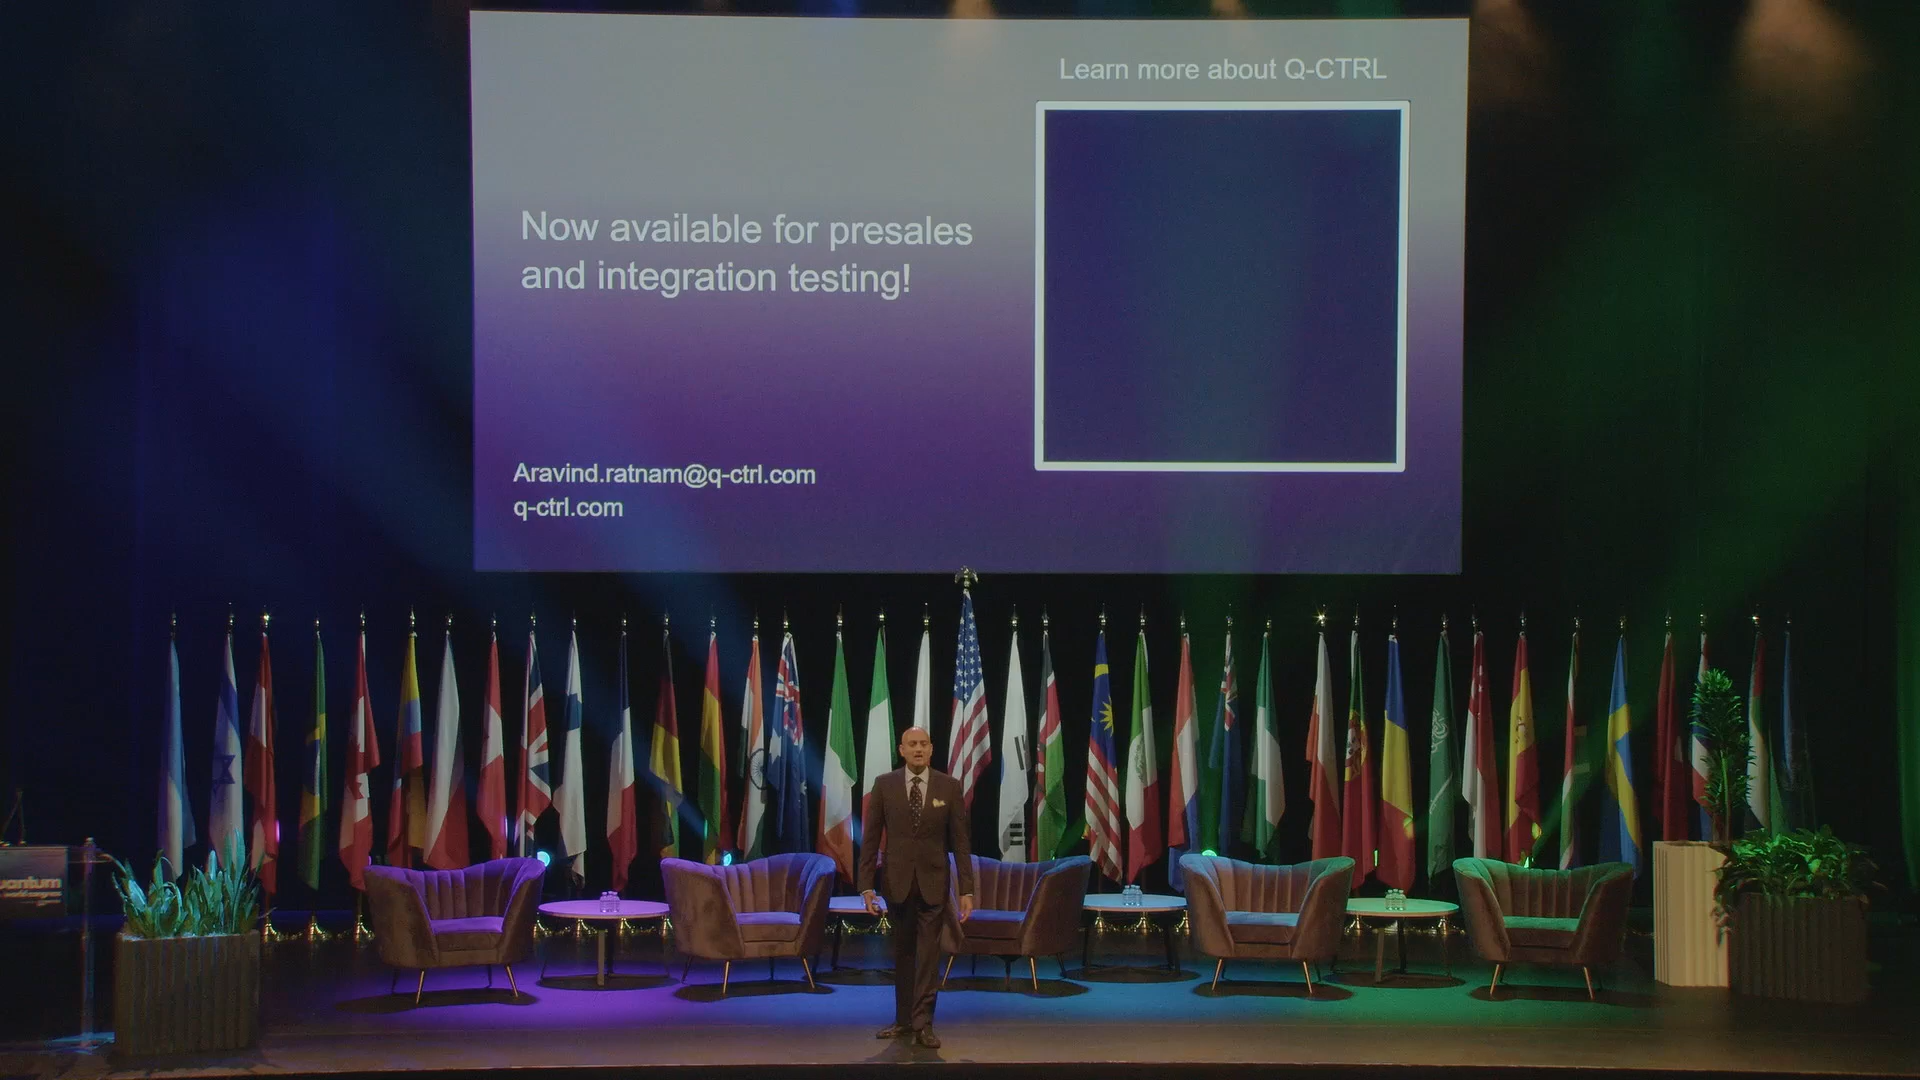 Learn more about Q-CTRL
Now available for presales
and integration testing!
Aravind.ratnam@q-ctrl.com
q-ctrl.com